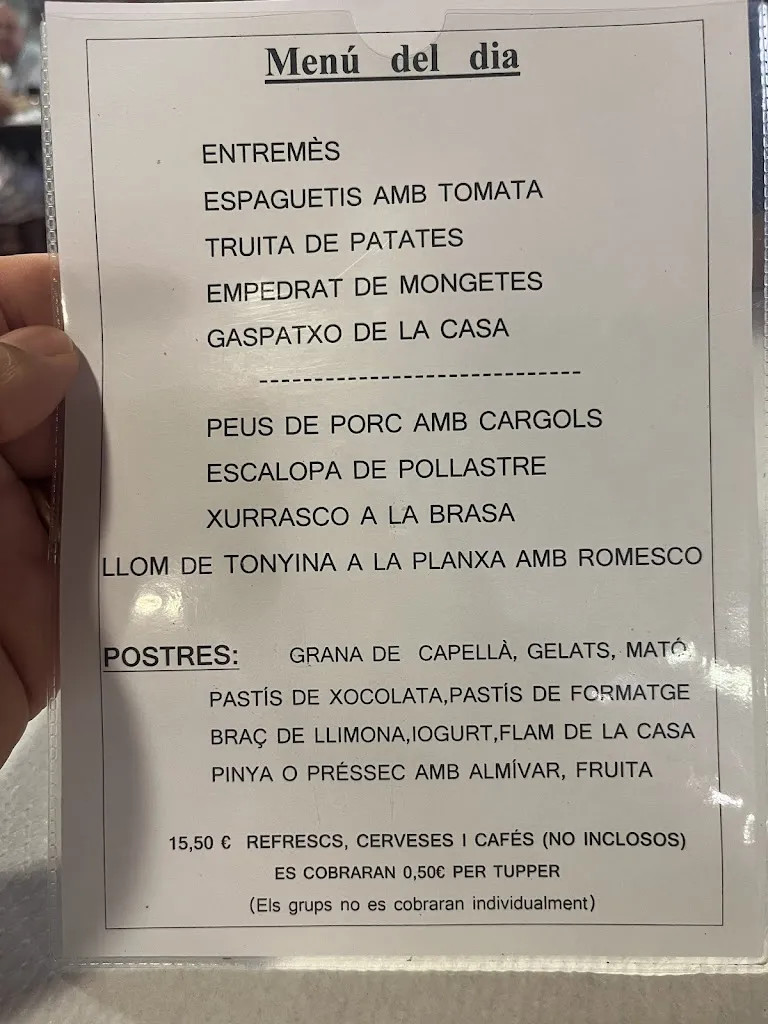 Menú del dia
ENTREMÈS
ESPAGUETIS AMB TOMATA
TRUITA DE PATATES
EMPEDRAT DE MONGETES
GASPATXO DE LA CASA
-----------------------------
PEUS DE PORC AMB CARGOLS
ESCALOPA DE POLLASTRE
XURRASCO A LA BRASA
LLOM DE TONYINA A LA PLANXA AMB ROMESCO
POSTRES: GRANA DE CAPELLÀ, GELATS, MATÓ,
PASTÍS DE XOCOLATA,PASTÍS DE FORMATGE
BRAÇ DE LLIMONA,IOGURT,FLAM DE LA CASA
PINYA O PRÉSSEC AMB ALMÍVAR, FRUITA
15,50 € REFRESCS, CERVESES I CAFÉS (NO INCLOSOS)
ES COBRARAN 0,50€ PER TUPPER
(Els grups no es cobraran individualment)